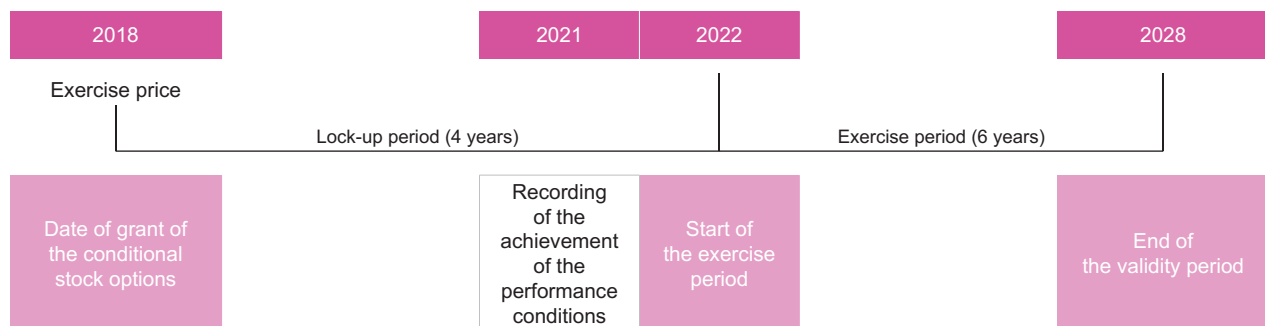 2018
2021
2022
2028
Exercise price
Lock-up period (4 years)
Exercise period (6 years)
Date of grant of
the conditional
stock options
Recording
of the
achievement
of the
performance
conditions
Start of
the exercise
period
End of
the validity period